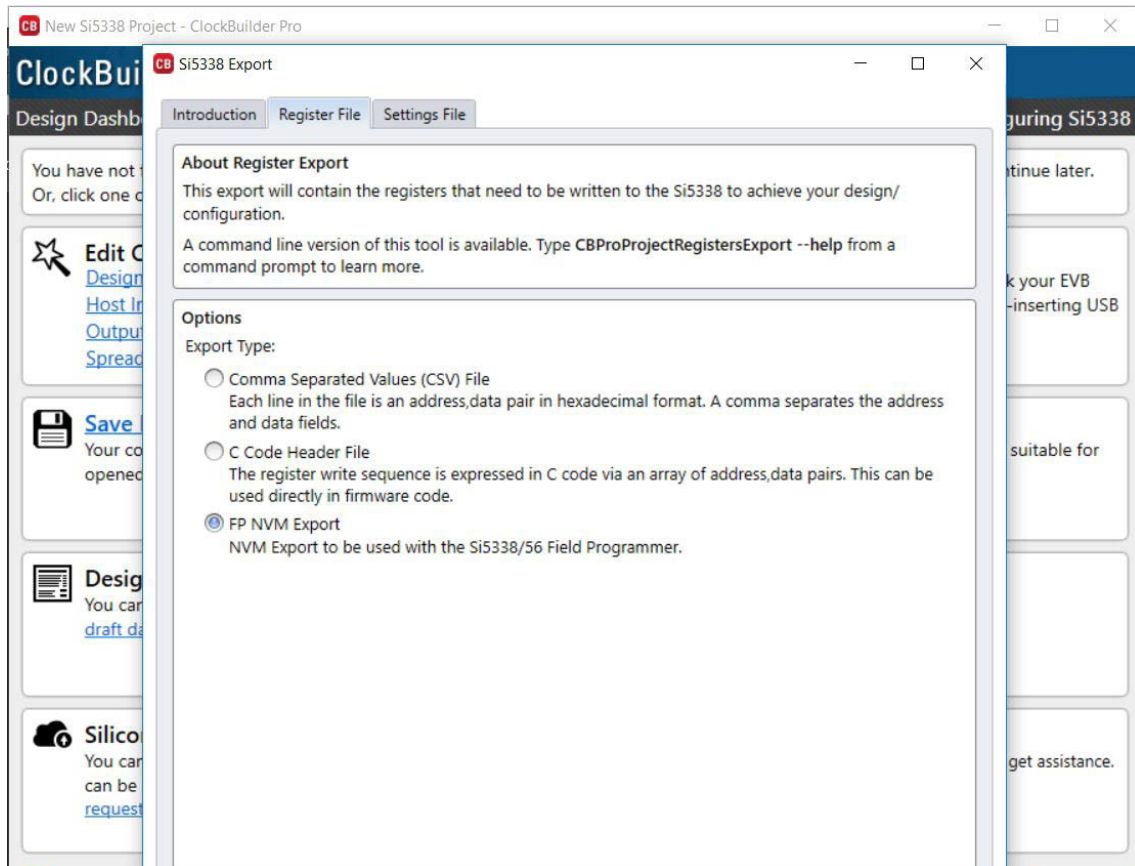 CB New Si5338 Project - ClockBuilder Pro
ClockBui
CB Si5338 Export
Design Dashb
Introduction Register File Settings File
guring Si5338
You have not
Or, click one
ntinue later.
About Register Export
This export will contain the registers that need to be written to the Si5338 to achieve your design/
configuration.
A command line version of this tool is available. Type CBProProjectRegistersExport --help from a
command prompt to learn more.
Edit C
Design
Host In
Output
Spread
k your EVB
-inserting USB
Options
Export Type:
Comma Separated Values (CSV) File
Each line in the file is an address,data pair in hexadecimal format. A comma separates the address
and data fields.
C Code Header File
The register write sequence is expressed in C code via an array of address,data pairs. This can be
used directly in firmware code.
FP NVM Export
NVM Export to be used with the Si5338/56 Field Programmer.
Save
Your co
opened
suitable for
Desig
You can
draft da
Silico
You can
can be
request
get assistance.